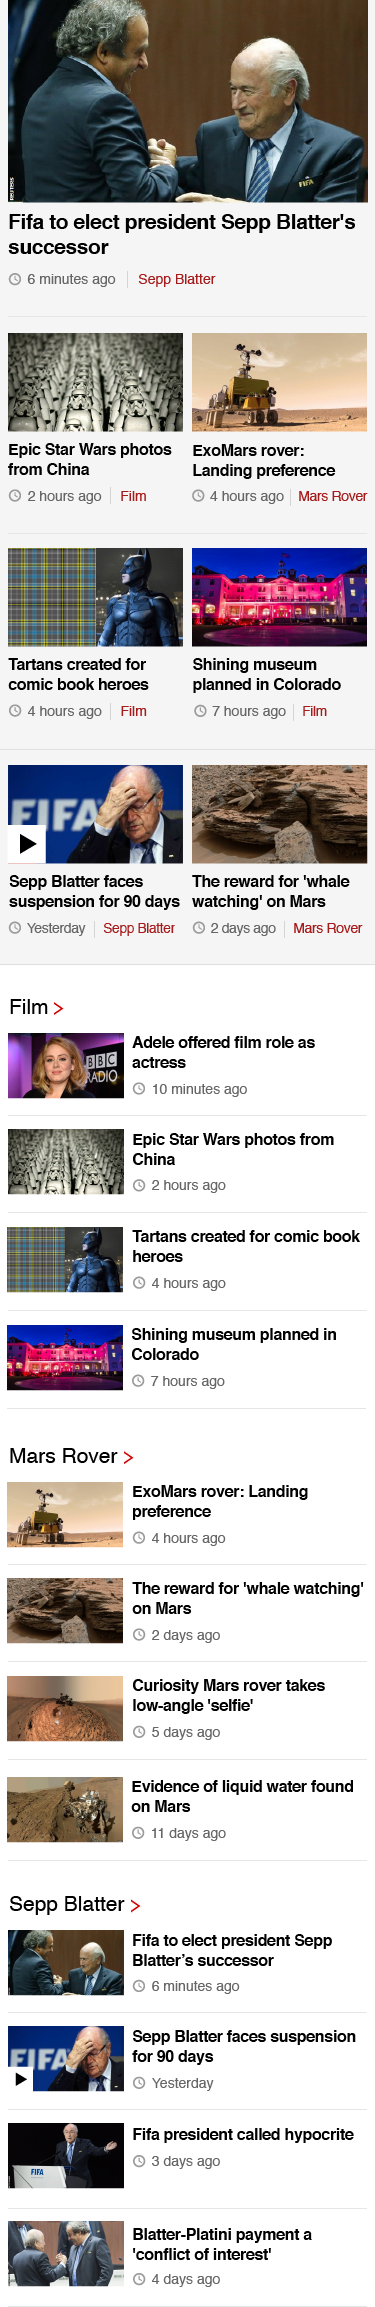 REUTERS
FIFA
Fifa to elect president Sepp Blatter's
successor
6 minutes ago
Sepp Blatter
Epic Star Wars photos
from China
2 hours ago
Film
ExoMars rover:
Landing preference
4 hours ago
Mars Rover
Tartans created for
comic book heroes
4 hours ago
Film
Shining museum
planned in Colorado
7 hours ago
Film
FIFA
Sepp Blatter faces
suspension for 90 days
Yesterday
Sepp Blatter
The reward for 'whale
watching' on Mars
2 days ago
Mars Rover
Film
BBC
RADIO
Adele offered film role as
actress
10 minutes ago
Epic Star Wars photos from
China
2 hours ago
Tartans created for comic book
heroes
4 hours ago
Shining museum planned in
Colorado
7 hours ago
Mars Rover
ExoMars rover: Landing
preference
4 hours ago
The reward for 'whale watching'
on Mars
2 days ago
Curiosity Mars rover takes
low-angle 'selfie'
5 days ago
Evidence of liquid water found
on Mars
11 days ago
Sepp Blatter
Fifa to elect president Sepp
Blatter’s successor
6 minutes ago
FIFA
Sepp Blatter faces suspension
for 90 days
Yesterday
FIFA
Fifa president called hypocrite
3 days ago
Blatter-Platini payment a
'conflict of interest'
4 days ago